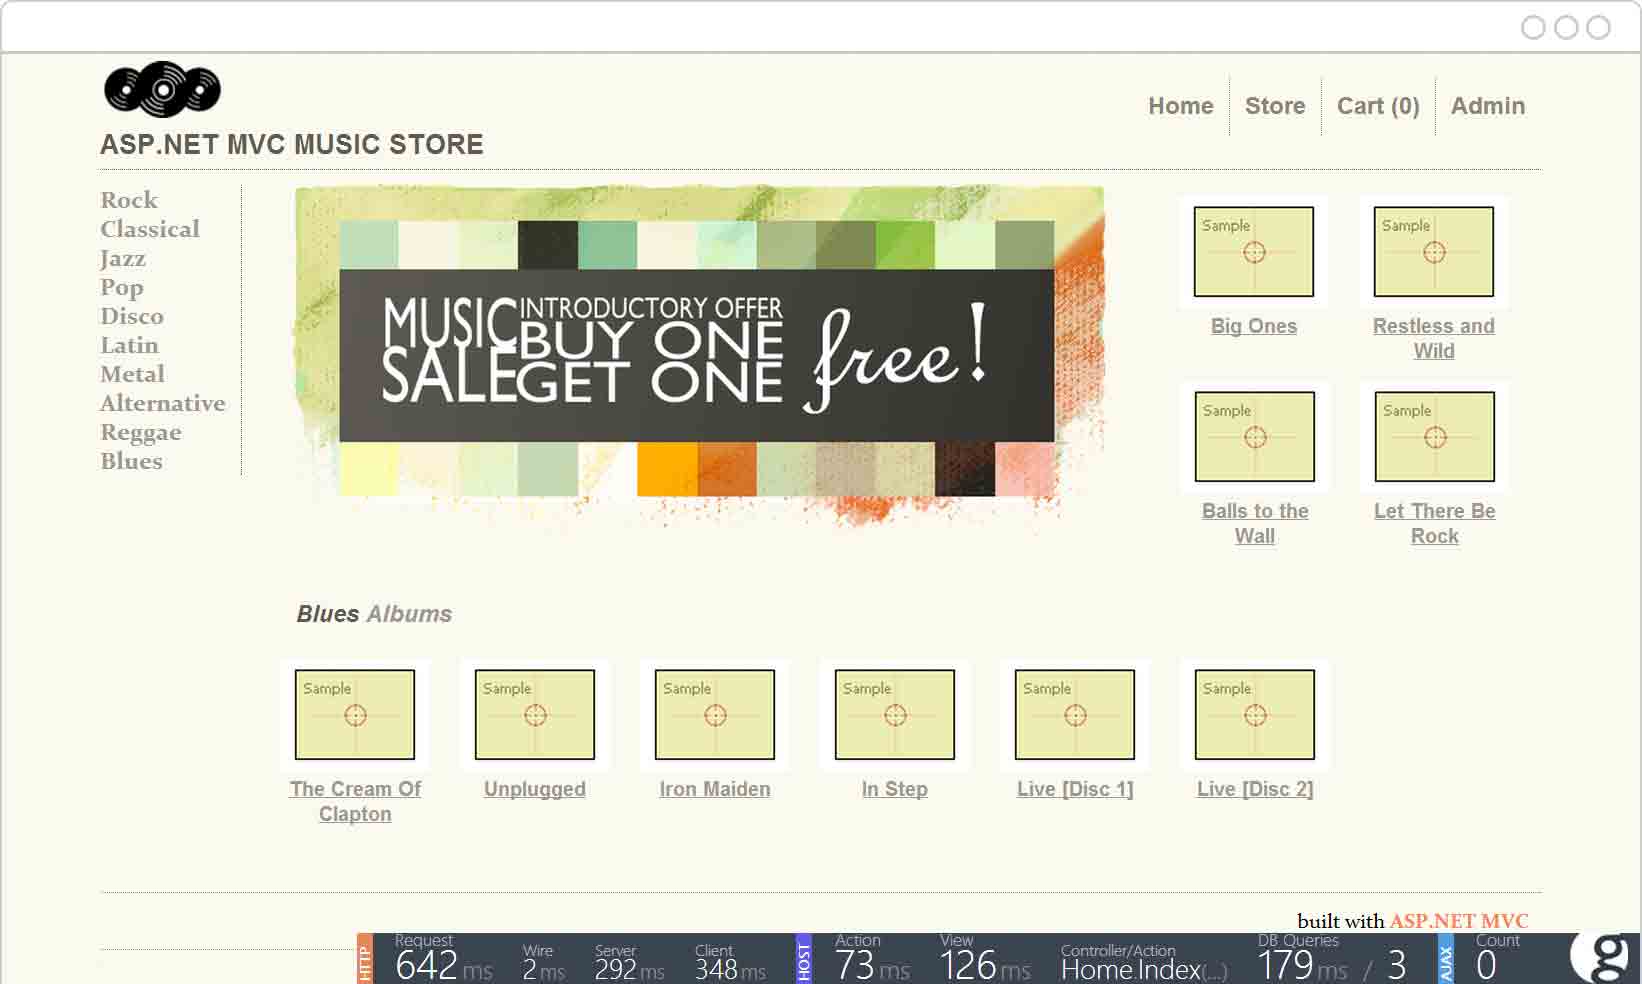 ASP.NET MVC MUSIC STORE
Home
Store
Cart (0)
Admin
Rock
Classical
Jazz
Pop
Disco
Latin
Metal
Alternative
Reggae
Blues
MUSIC SALE
INTRODUCTORY OFFER
BUY ONE
GET ONE
free!
Sample
Big Ones
Sample
Restless and
Wild
Sample
Balls to the
Wall
Sample
Let There Be
Rock
Blues Albums
Sample
The Cream Of
Clapton
Sample
Unplugged
Sample
Iron Maiden
Sample
In Step
Sample
Live [Disc 1]
Sample
Live [Disc 2]
built with ASP.NET MVC
HTTP
Request
642 ms
Wire
2 ms
Server
292 ms
Client
348 ms
HOST
Action
73 ms
View
126 ms
Controller/Action
Home.Index(...)
DB Queries
179 ms / 3
AJAX
Count
0
g